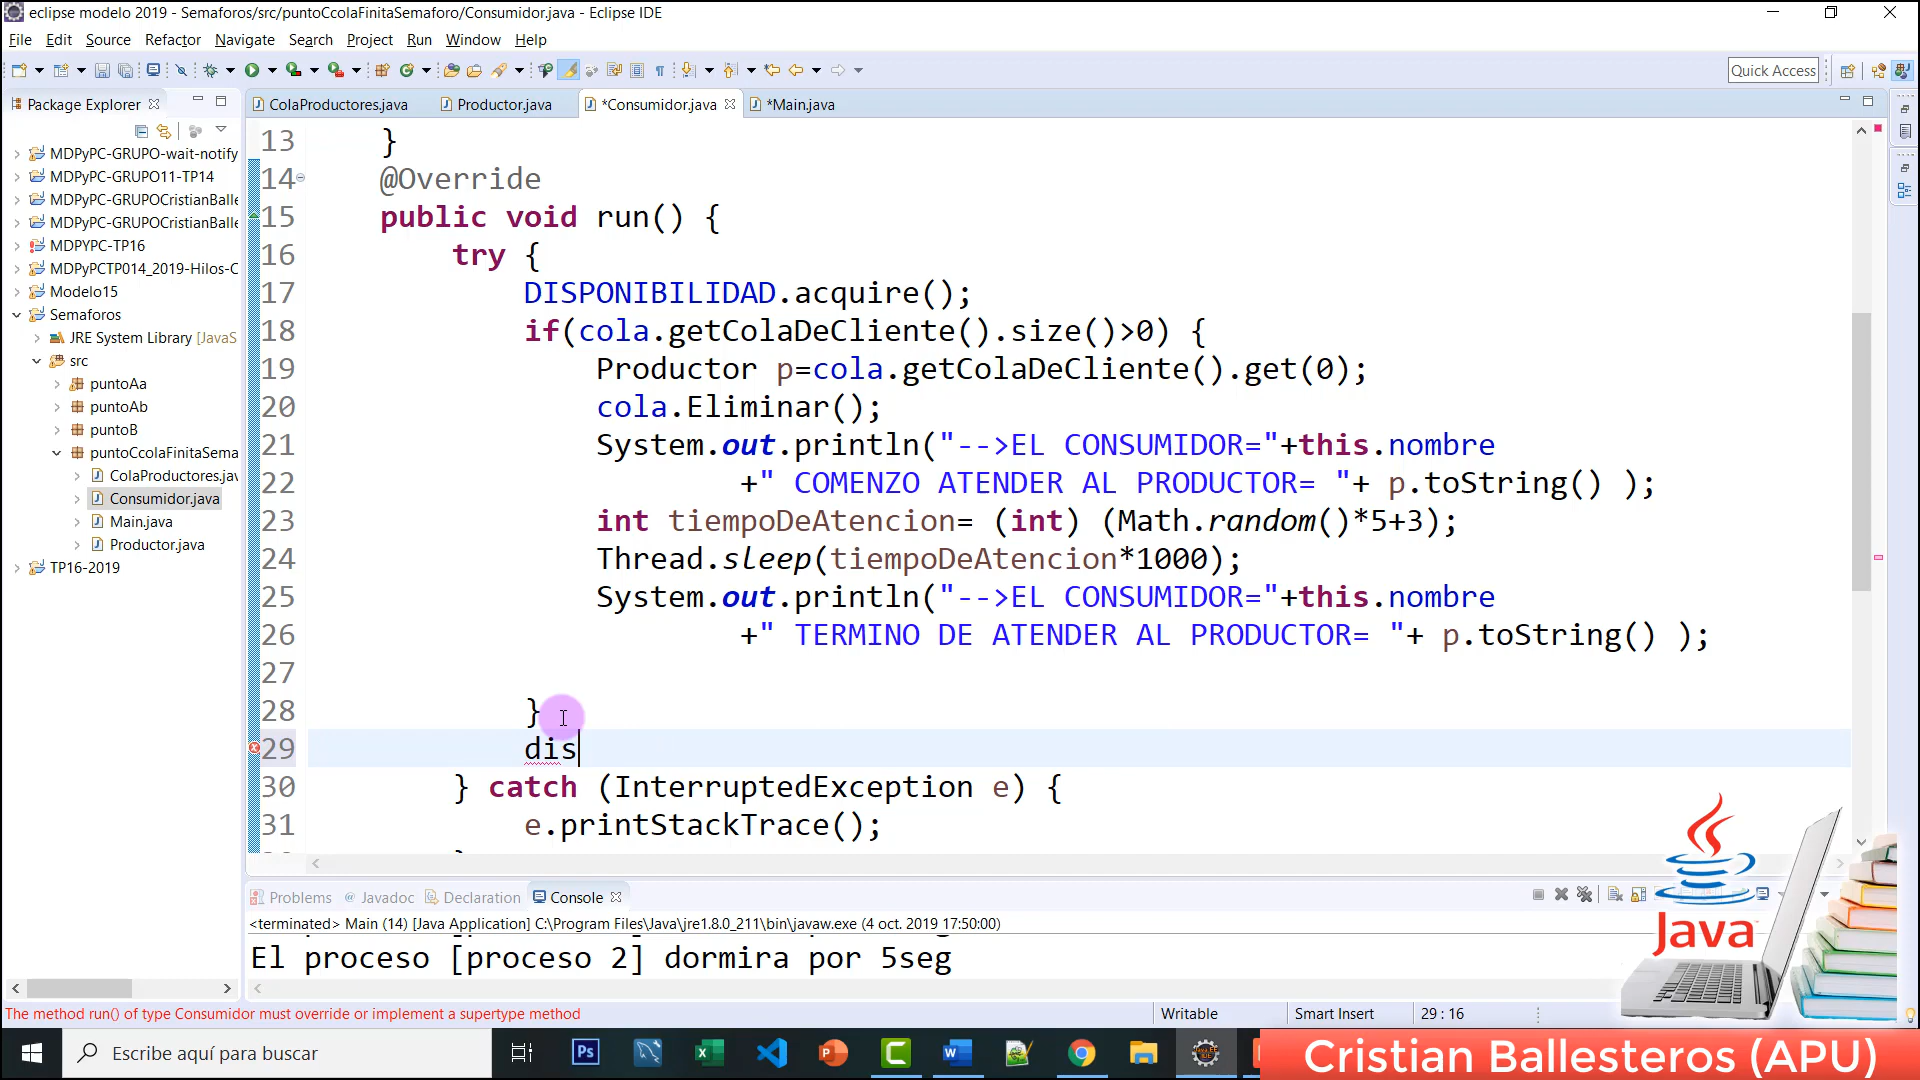 eclipse modelo 2019 - Semaforos/src/puntoCcolaFinitaSemaforo/Consumidor.java - Eclipse IDE
File Edit Source Refactor Navigate Search Project Run Window Help
Quick Access
Package Explorer
ColaProductores.java Productor.java *Consumidor.java *Main.java
MDPyPC-GRUPO-wait-notify
MDPyPC-GRUPO11-TP14
MDPyPC-GRUPOCristianBalle
MDPyPC-GRUPOCristianBalle
MDPYPC-TP16
MDPyPCTP014_2019-Hilos-C
Modelo15
Semaforos
JRE System Library [JavaS
src
puntoAa
puntoAb
puntoB
puntoCcolaFinitaSema
ColaProductores.jav
Consumidor.java
Main.java
Productor.java
TP16-2019
13 }
14 @Override
15 public void run() {
16 try {
17 DISPONIBILIDAD.acquire();
18 if(cola.getColaDeCliente().size()>0) {
19 Productor p=cola.getColaDeCliente().get(0);
20 cola.Eliminar();
21 System.out.println("-->EL CONSUMIDOR="+this.nombre
22 +" COMENZO ATENDER AL PRODUCTOR= "+ p.toString() );
23 int tiempoDeAtencion= (int) (Math.random()*5+3);
24 Thread.sleep(tiempoDeAtencion*1000);
25 System.out.println("-->EL CONSUMIDOR="+this.nombre
26 +" TERMINO DE ATENDER AL PRODUCTOR= "+ p.toString() );
27
28 }
29 dis
30 } catch (InterruptedException e) {
31 e.printStackTrace();
Problems Javadoc Declaration Console
<terminated> Main (14) [Java Application] C:\Program Files\Java\jre1.8.0_211\bin\javaw.exe (4 oct. 2019 17:50:00)
El proceso [proceso 2] dormira por 5seg
The method run() of type Consumidor must override or implement a supertype method
Writable Smart Insert 29 : 16
Java
Escribe aquí para buscar
Cristian Ballesteros (APU)